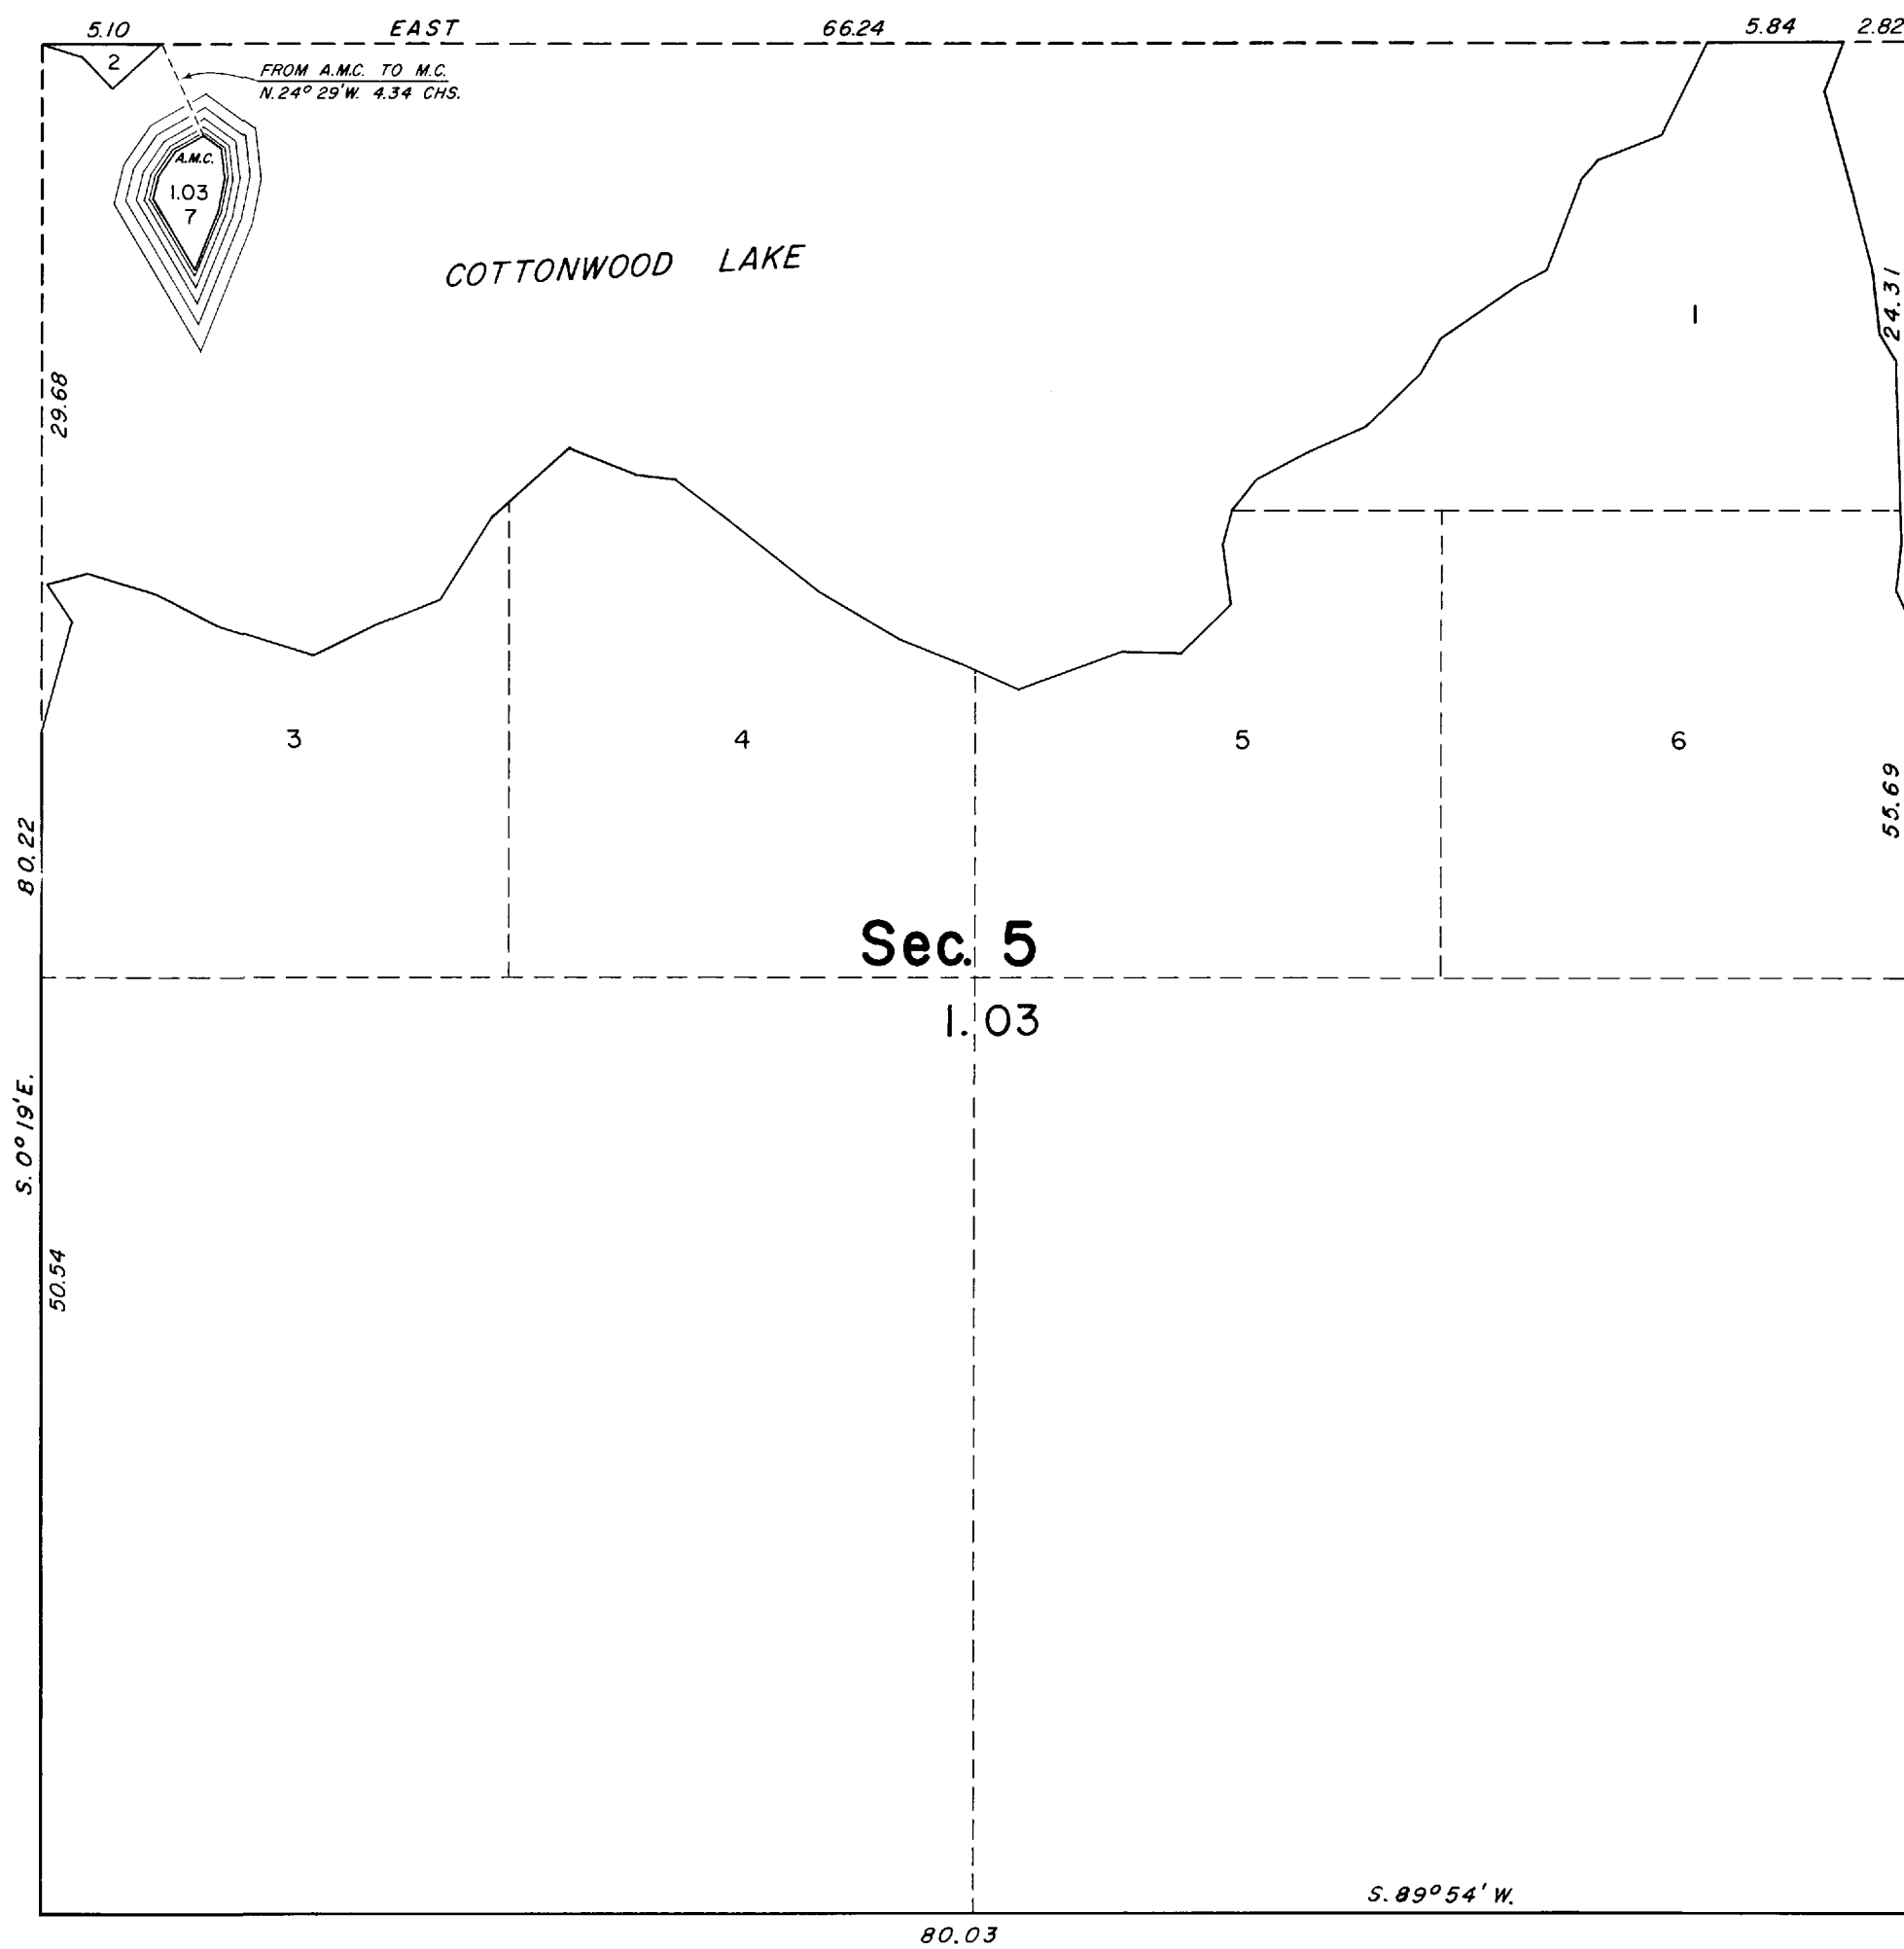 5.10 EAST 66.24 5.84 2.82
2
FROM A.M.C. TO M.C.
N. 24° 29' W. 4.34 CHS.
A.M.C.
1.03
7
COTTONWOOD LAKE
1
24.31
29.68
3 4 5 6
55.69
80.22
Sec. 5
1.03
S. 0° 19' E.
50.54
S. 89° 54' W.
80.03